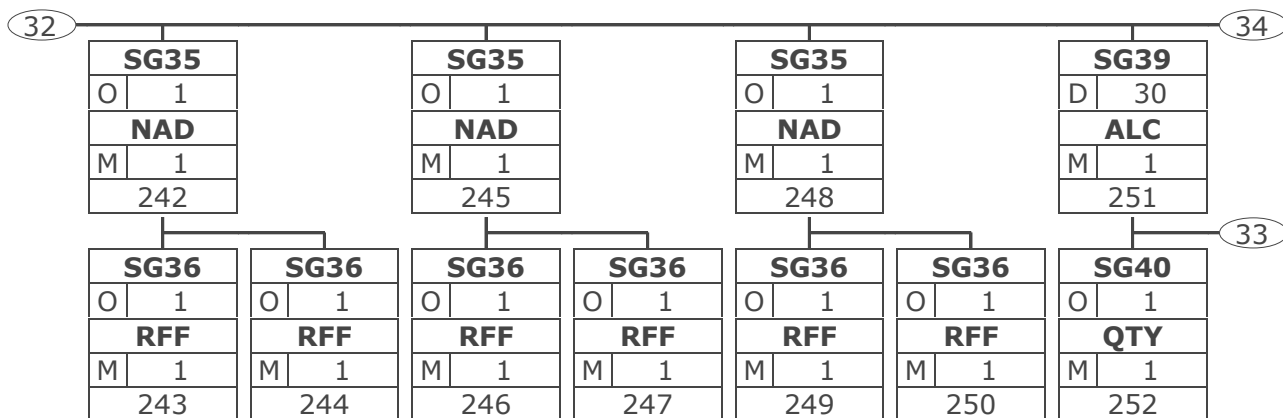 32 34
SG35 SG35 SG35 SG39
O 1 O 1 O 1 D 30
NAD NAD NAD ALC
M 1 M 1 M 1 M 1
242 245 248 251
33
SG36 SG36 SG36 SG36 SG36 SG36 SG40
O 1 O 1 O 1 O 1 O 1 O 1 O 1
RFF RFF RFF RFF RFF RFF QTY
M 1 M 1 M 1 M 1 M 1 M 1 M 1
243 244 246 247 249 250 252